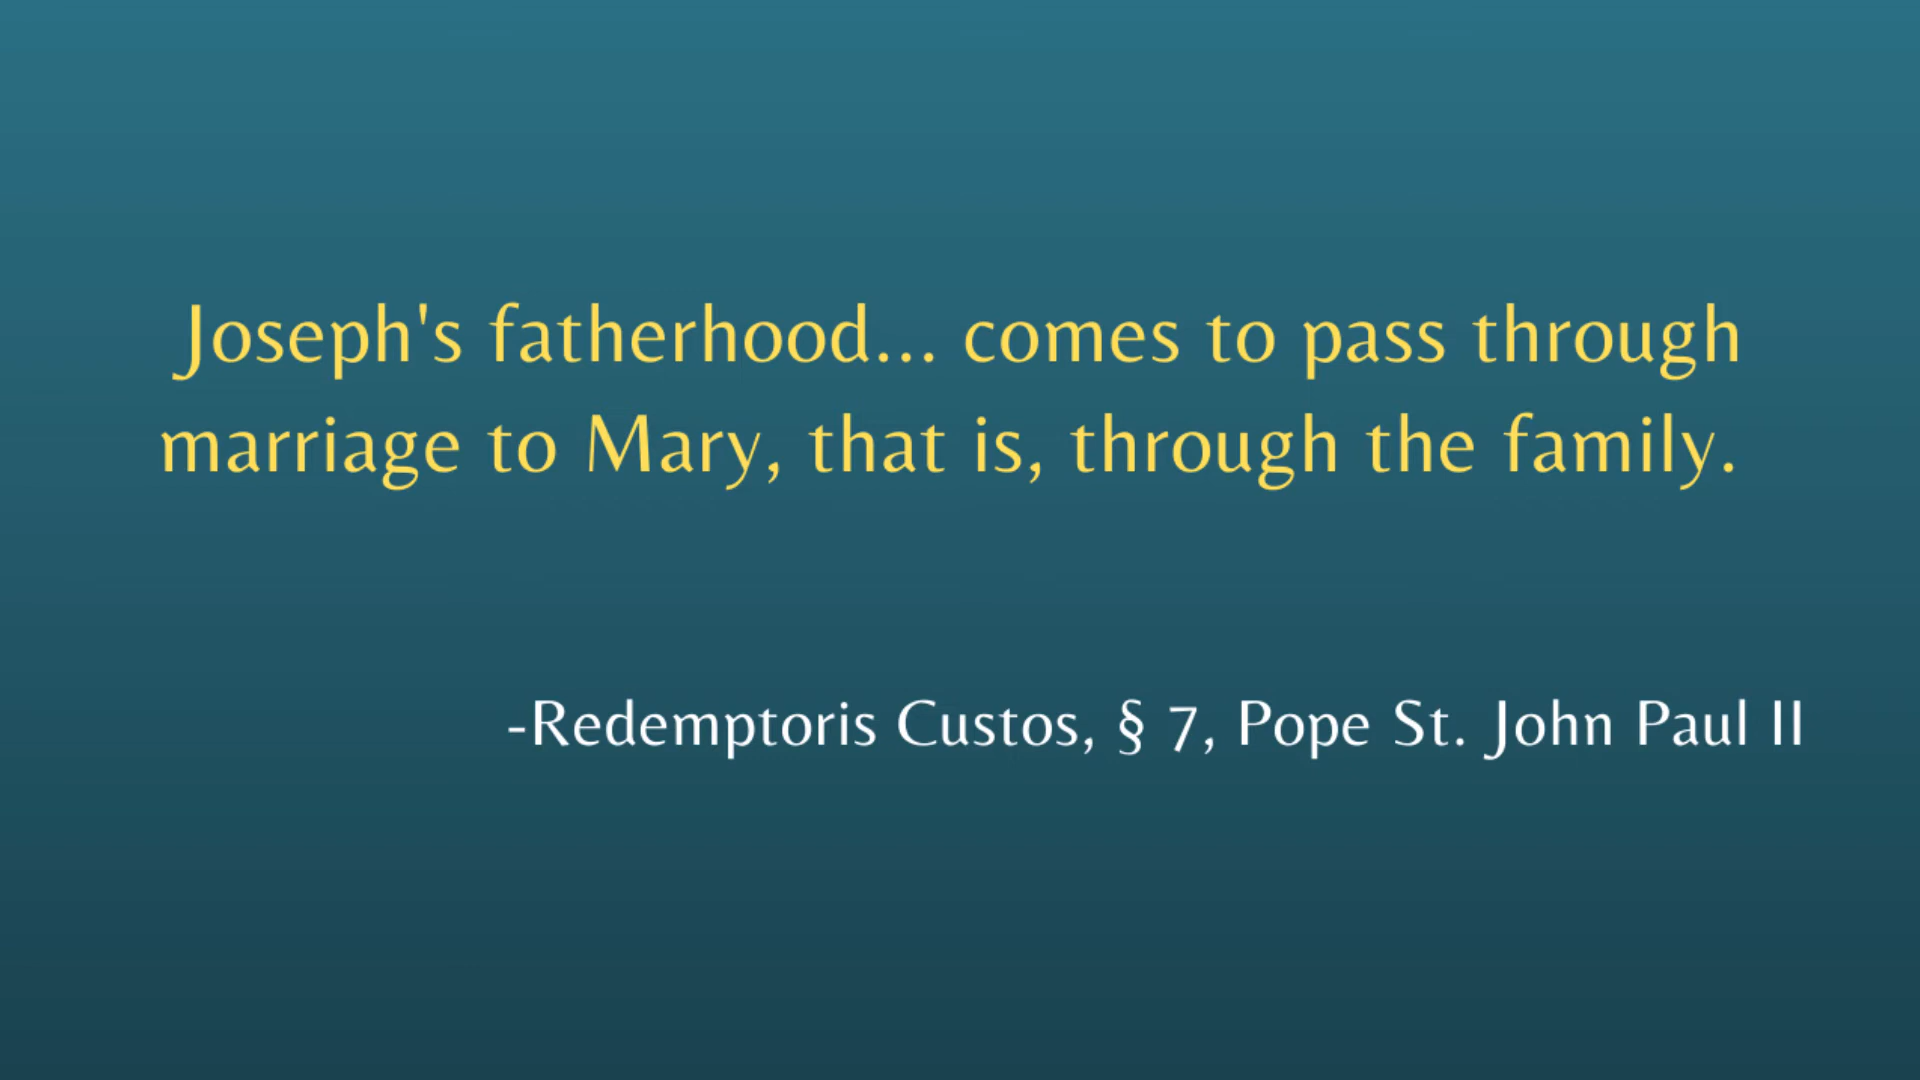 Joseph's fatherhood... comes to pass through
marriage to Mary, that is, through the family.
-Redemptoris Custos, § 7, Pope St. John Paul II